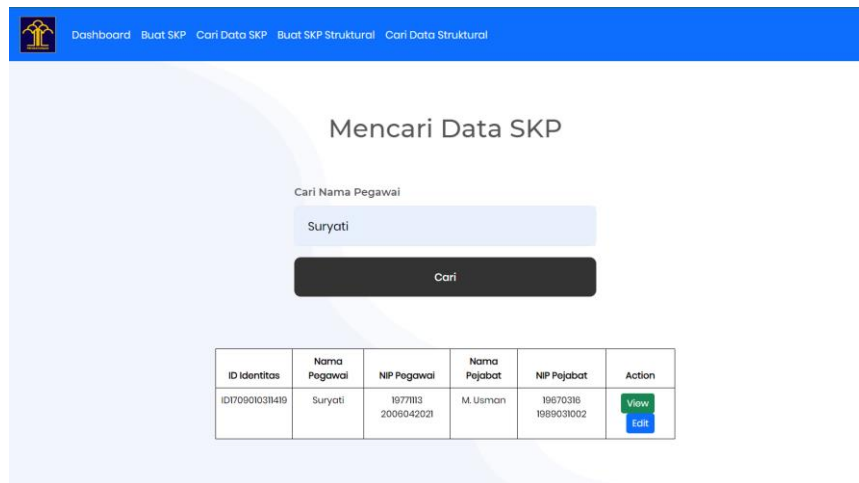 Dashboard Buat SKP Cari Data SKP Buat SKP Struktural Cari Data Struktural
Mencari Data SKP
Cari Nama Pegawai
Suryati
Cari
ID Identitas Nama Pegawai NIP Pegawai Nama Pejabat NIP Pejabat Action
ID1709010311419 Suryati 19771113 M. Usman 19670316 View
2006042021 1989031002 Edit